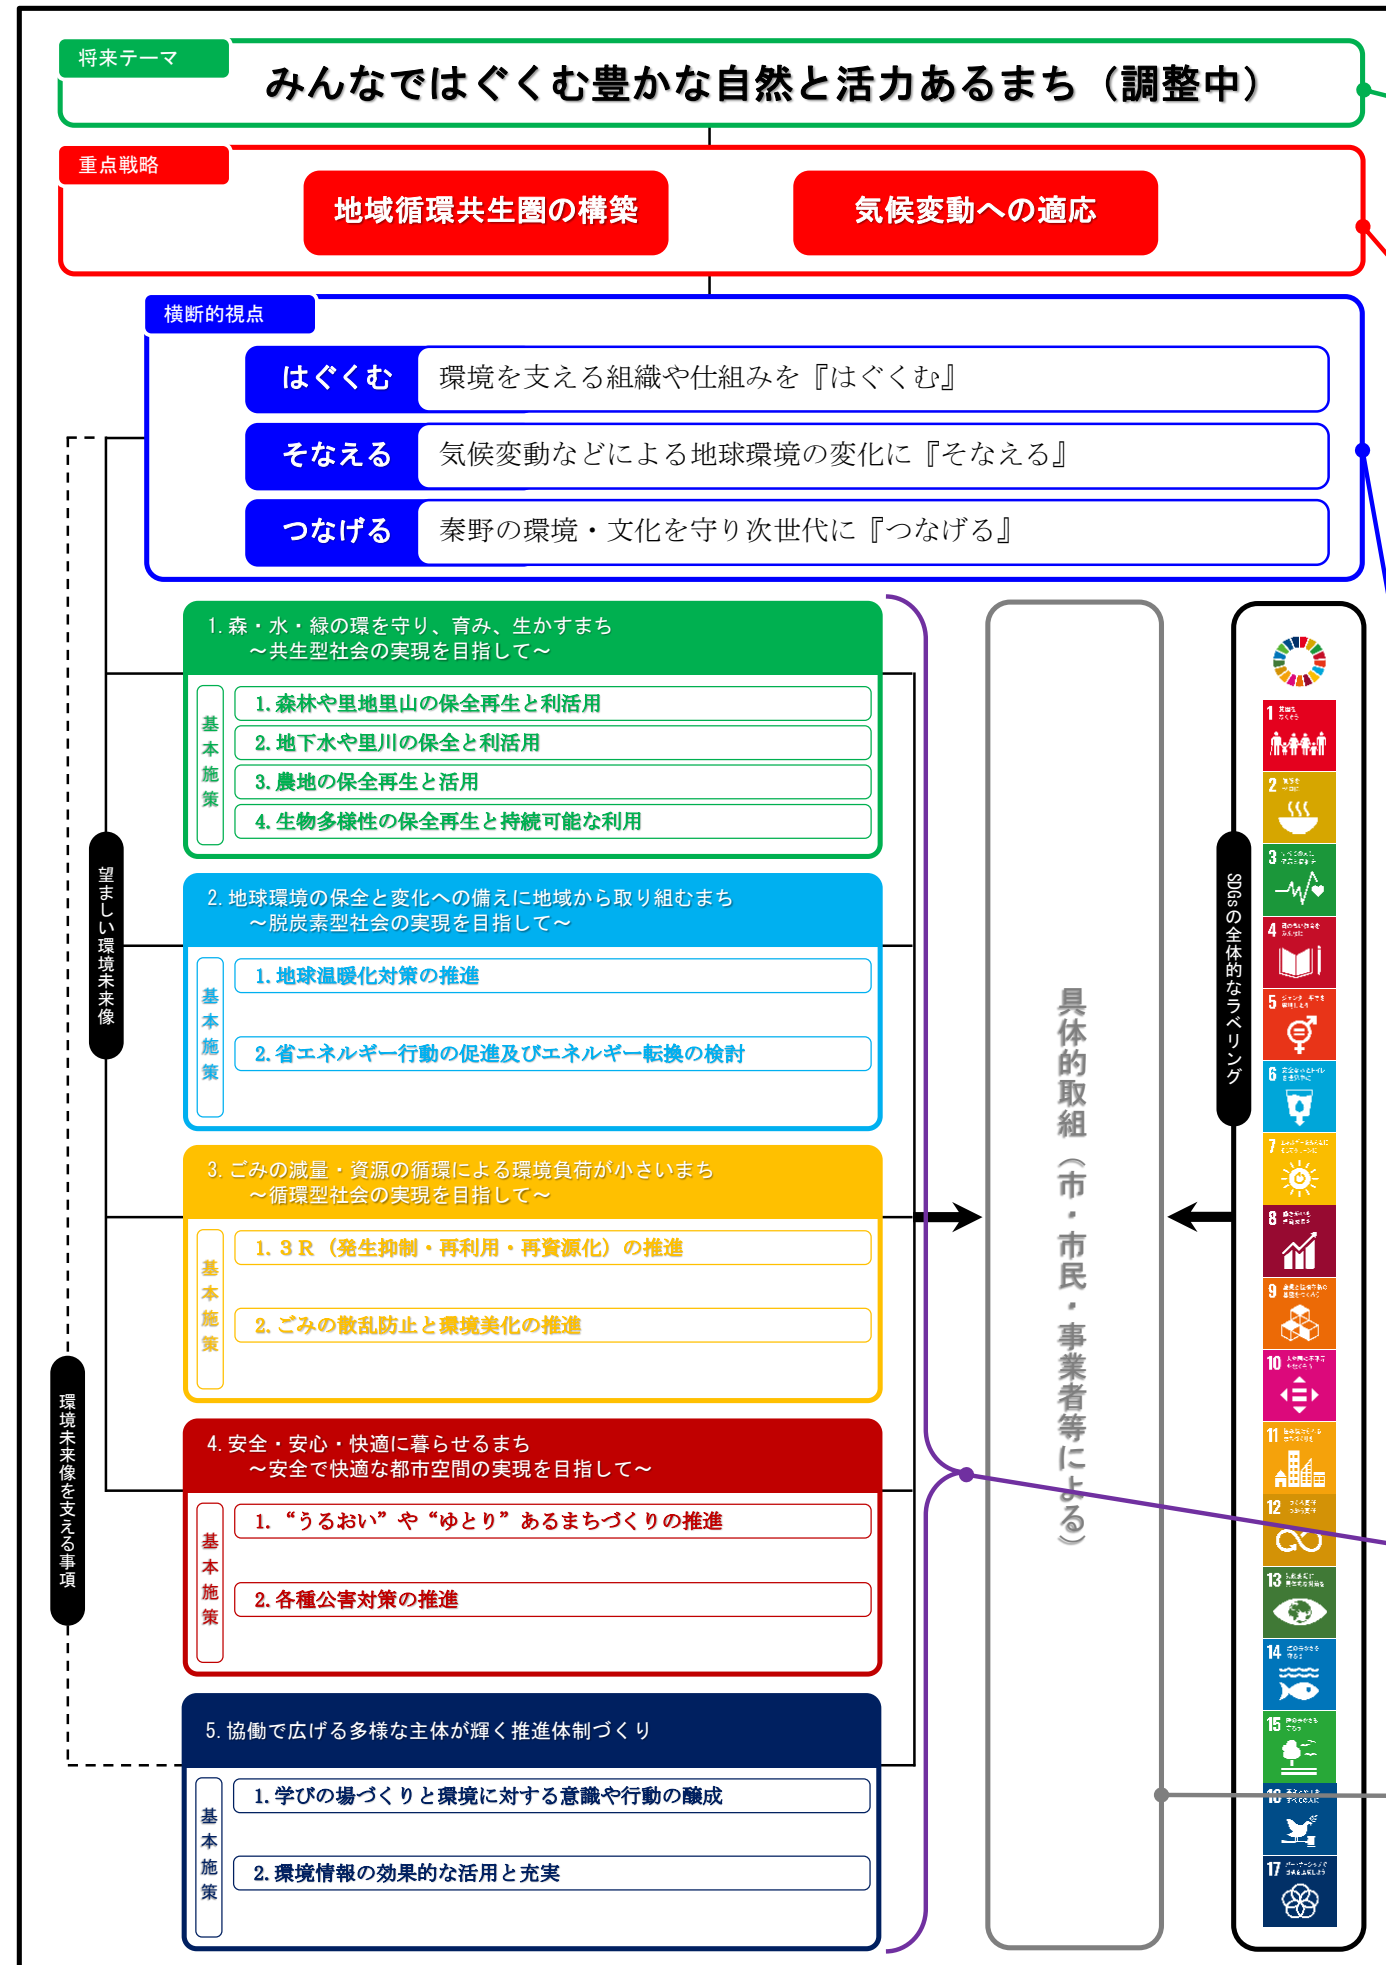 将来テーマ
みんなではぐくむ豊かな自然と活力あるまち（調整中）
重点戦略
地域循環共生圏の構築
気候変動への適応
横断的視点
はぐくむ
環境を支える組織や仕組みを『はぐくむ』
そなえる
気候変動などによる地球環境の変化に『そなえる』
つなげる
秦野の環境・文化を守り次世代に『つなげる』
望ましい環境未来像
環境未来像を支える事項
1.森・水・緑の環を守り、育み、生かすまち
～共生型社会の実現を目指して～
基本施策
1.森林や里地里山の保全再生と利活用
2.地下水や里川の保全と利活用
3.農地の保全再生と活用
4.生物多様性の保全再生と持続可能な利用
2.地球環境の保全と変化への備えに地域から取り組むまち
～脱炭素型社会の実現を目指して～
基本施策
1.地球温暖化対策の推進
2.省エネルギー行動の促進及びエネルギー転換の検討
3.ごみの減量・資源の循環による環境負荷が小さいまち
～循環型社会の実現を目指して～
基本施策
1.３Ｒ（発生抑制・再利用・再資源化）の推進
2.ごみの散乱防止と環境美化の推進
4.安全・安心・快適に暮らせるまち
～安全で快適な都市空間の実現を目指して～
基本施策
1.“うるおい”や“ゆとり”あるまちづくりの推進
2.各種公害対策の推進
5.協働で広げる多様な主体が輝く推進体制づくり
基本施策
1.学びの場づくりと環境に対する意識や行動の醸成
2.環境情報の効果的な活用と充実
具体的取組（市・市民・事業者等による）
SDGsの全体的なラベリング
1
2
3
4
5
6
7
8
9
10
11
12
13
14
15
16
17